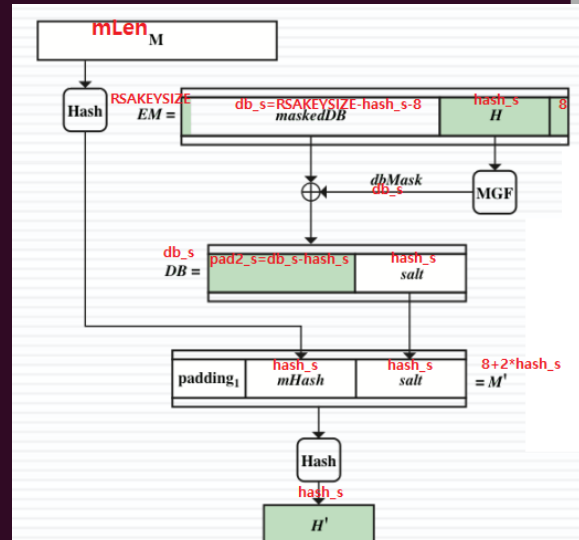 mLen
M
Hash
RSAKEYSIZE
EM =
db_s=RSAKEYSIZE-hash_s-8
maskedDB
hash_s
H
8
dbMask
db_s
MGF
db_s
DB =
pad2_s=db_s-hash_s
hash_s
salt
padding1
hash_s
mHash
hash_s
salt
8+2*hash_s
= M'
Hash
hash_s
H'